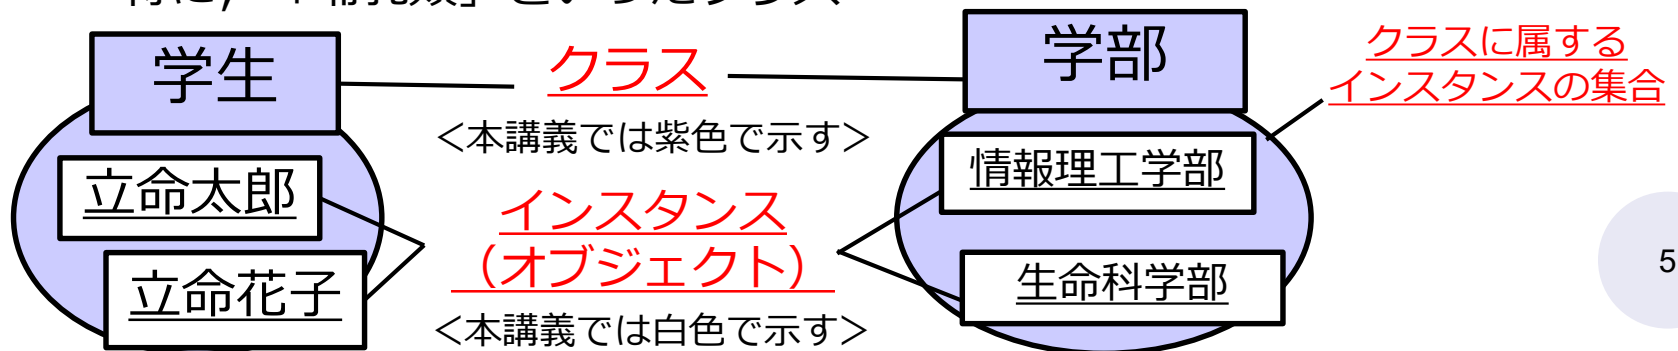 学生
クラス
学部
クラスに属する
インスタンスの集合
<本講義では紫色で示す>
立命太郎
情報理工学部
インスタンス
(オブジェクト)
立命花子
生命科学部
<本講義では白色で示す>
5